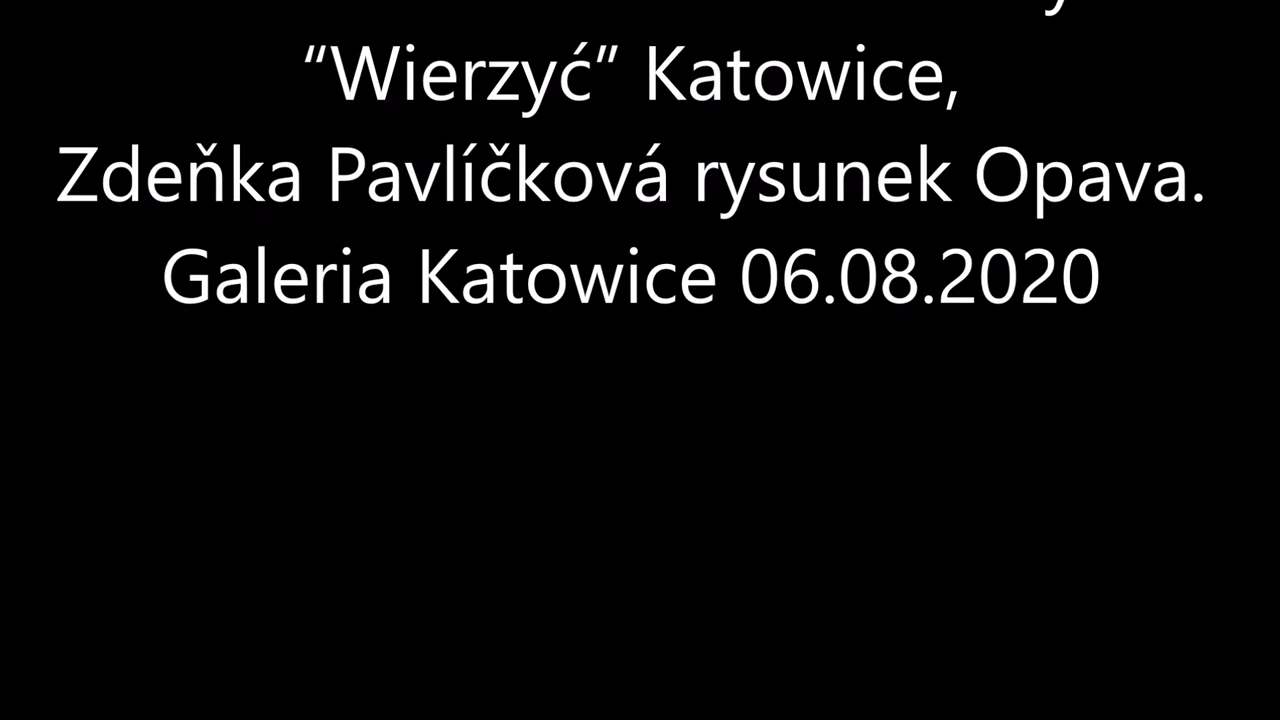 “Wierzyć” Katowice,
Zdeňka Pavlíčková rysunek Opava.
Galeria Katowice 06.08.2020